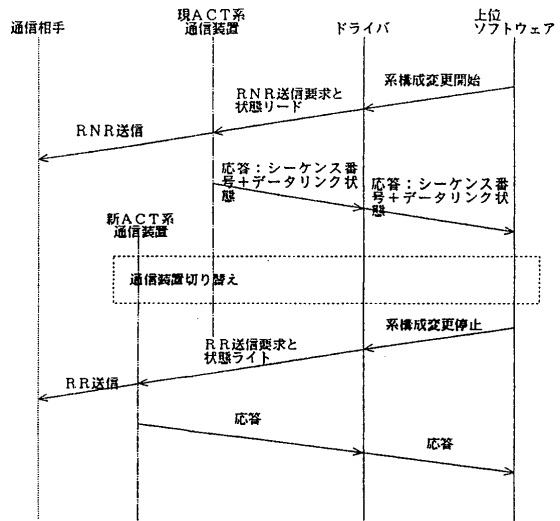 通信相手
現ACT系
通信装置
ドライバ
上位
ソフトウェア
系構成変更開始
RNR送信要求と
状態リード
RNR送信
応答:シーケンス番
号+データリンク状
態
応答:シーケンス番
号+データリンク状
態
新ACT系
通信装置
通信装置切り替え
系構成変更停止
RR送信要求と
状態ライト
RR送信
応答
応答